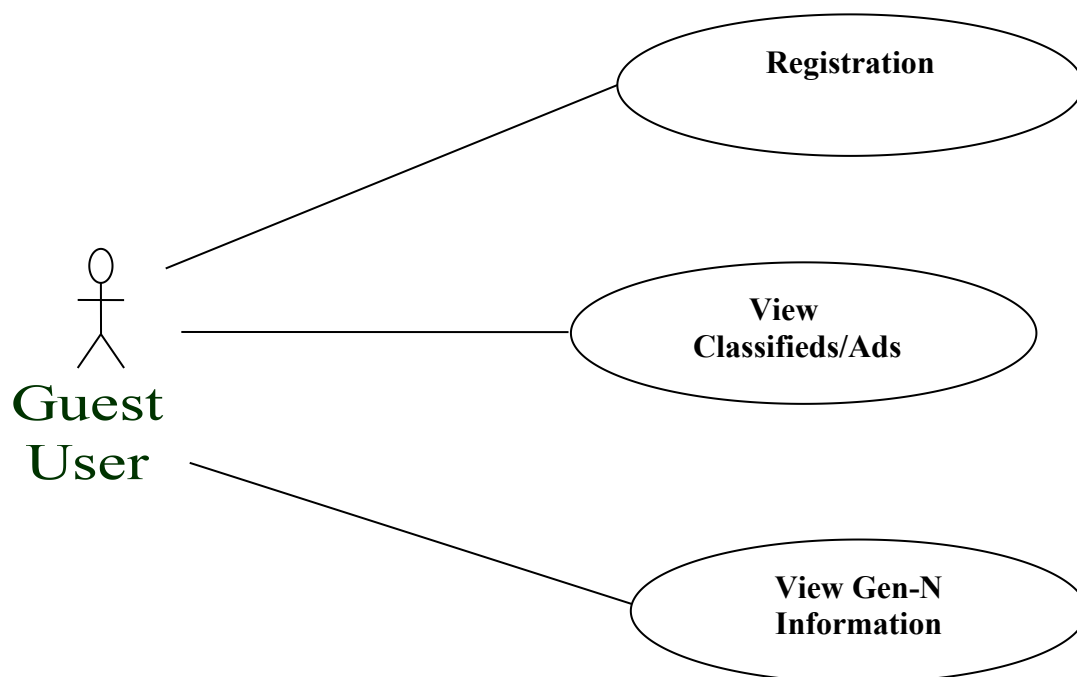 Registration
View
Classifieds/Ads
Guest
User
View Gen-N
Information